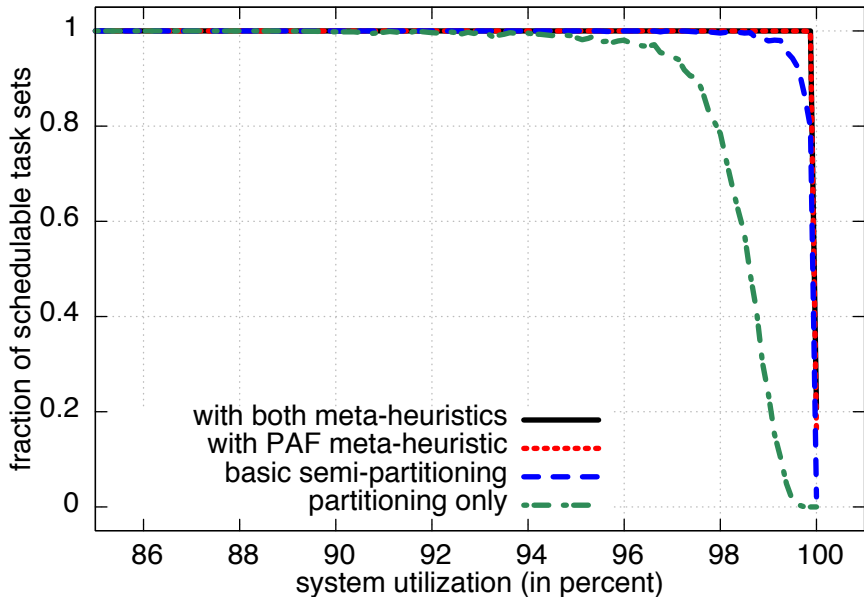 1
0.8
0.6
0.4
0.2
0
fraction of schedulable task sets
with both meta-heuristics
with PAF meta-heuristic
basic semi-partitioning
partitioning only
86 88 90 92 94 96 98 100
system utilization (in percent)